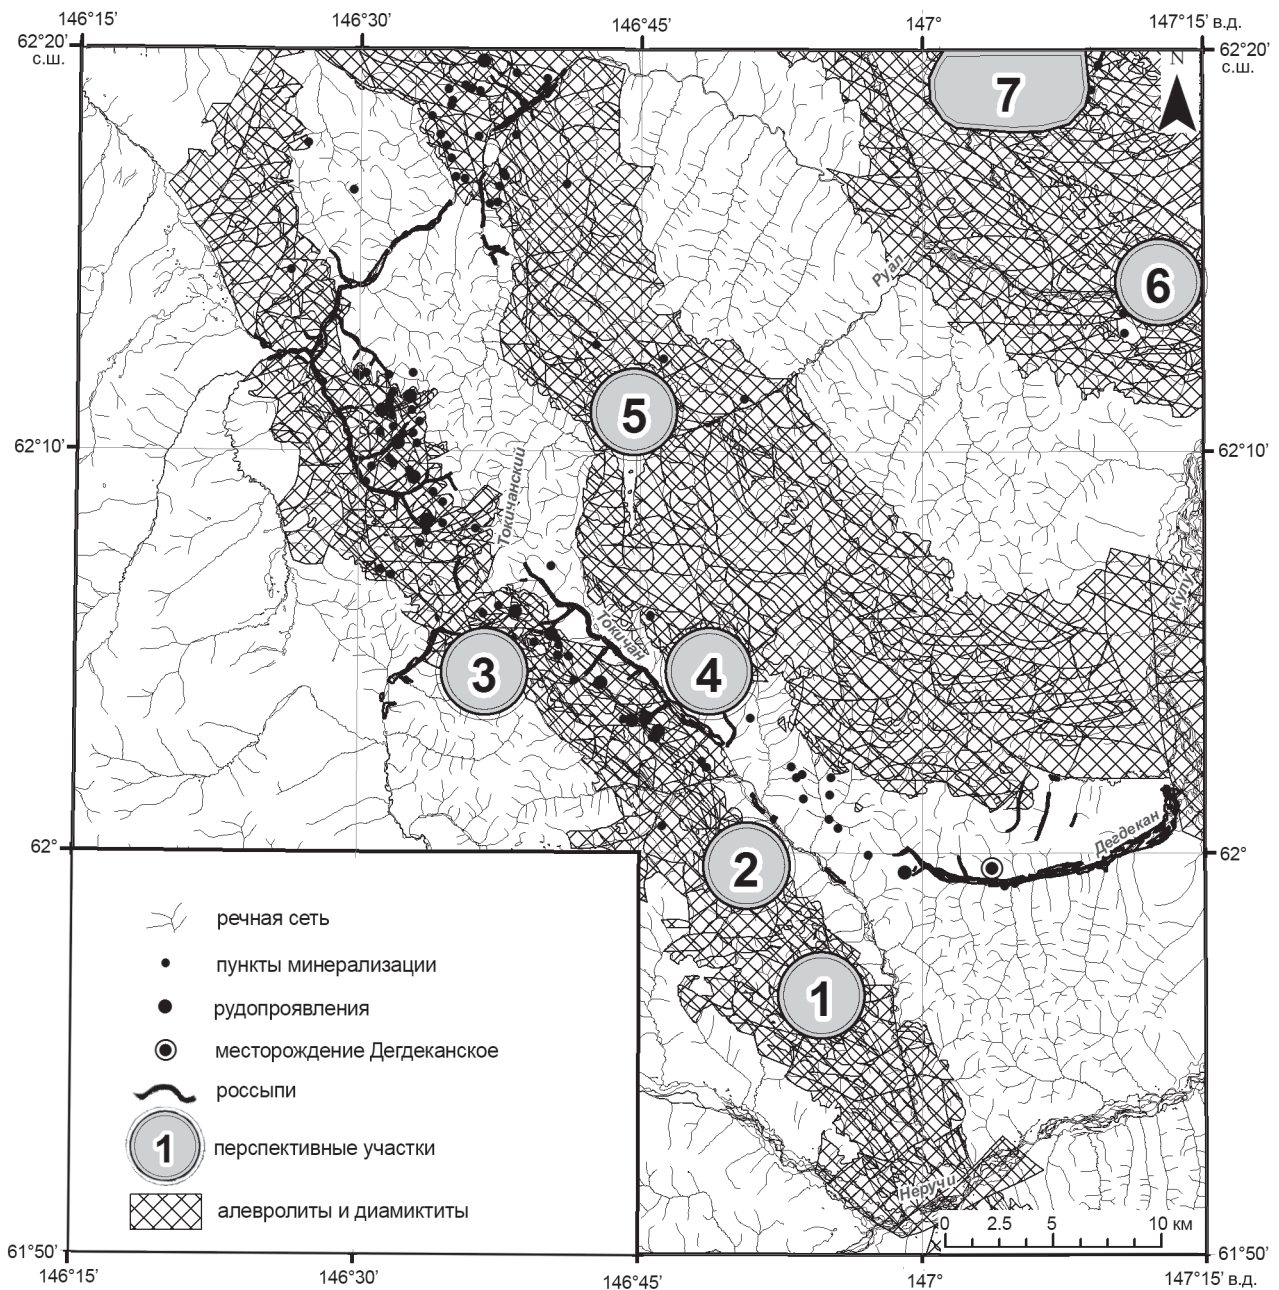 146°15’
146°30’
146°45’
147°
147°15’ в.д.
62°20’
с.ш.
62°20’
с.ш.
N
7
6
Руал
5
62°10’
62°10’
Токичанский
Кулу
Токичан
3
4
Дегдекан
62°
62°
2
1
речная сеть
пункты минерализации
рудопроявления
месторождение Дегдеканское
россыпи
1
перспективные участки
алевролиты и диамиктиты
Неручи
0
2.5
5
10 км
61°50’
61°50’
146°15’
146°30’
146°45’
147°
147°15’ в.д.